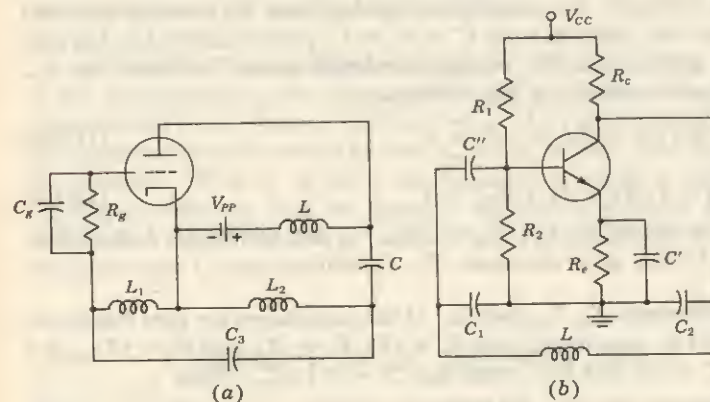 V_CC
R_1
R_c
C''
R_2
R_e
C'
C_1
C_2
L
(b)
C_g
R_g
V_PP
- +
L
C
L_1
L_2
C_3
(a)